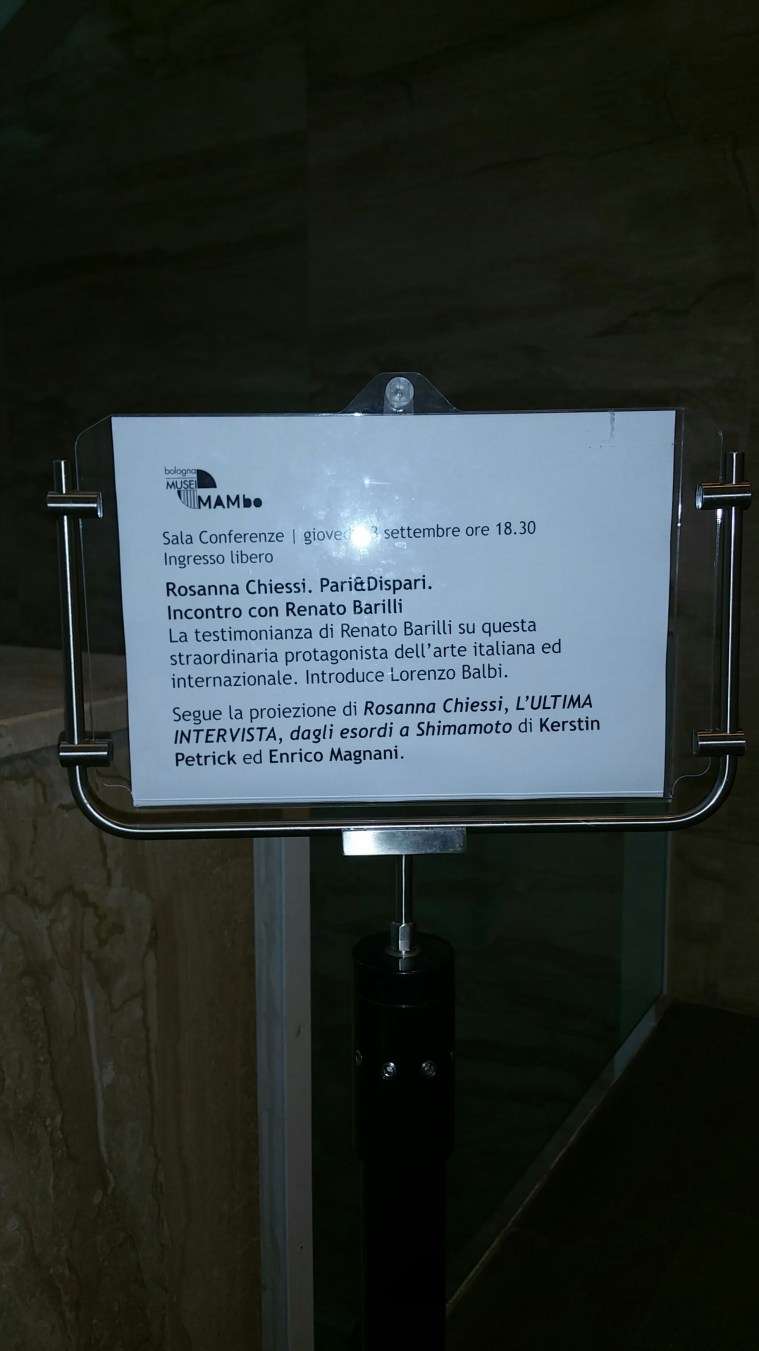 bologna
MUSEI
MAMbo
Sala Conferenze | settembre ore 18.30
Ingresso libero
Rosanna Chiessi. Pari&Dispari.
Incontro con Renato Barilli
La testimonianza di Renato Barilli su questa
straordinaria protagonista dell'arte italiana ed
internazionale. Introduce Lorenzo Balbi.
Segue la proiezione di Rosanna Chiessi, L'ULTIMA
INTERVISTA, dagli esordi a Shimamoto di Kerstin
Petrick ed Enrico Magnani.